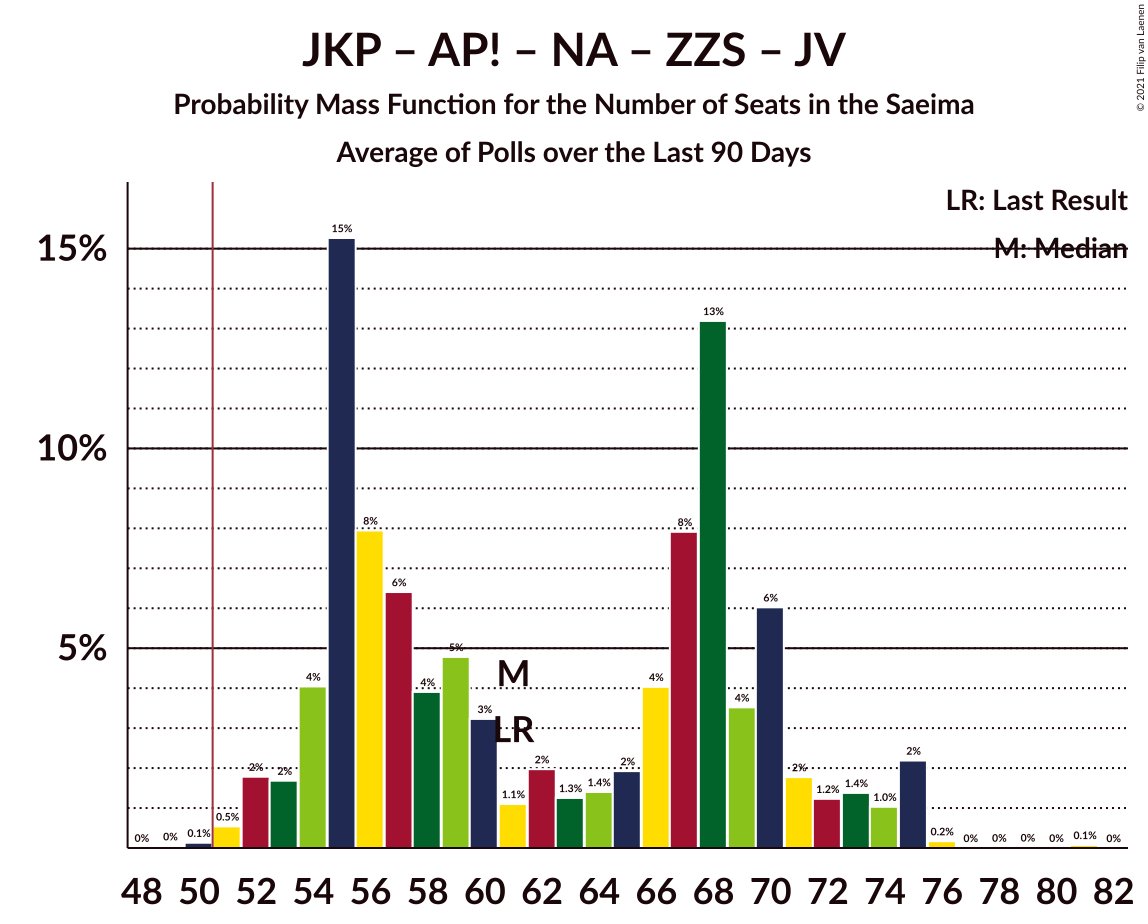 JKP – AP! – NA – ZZS – JV
Probability Mass Function for the Number of Seats in the Saeima
Average of Polls over the Last 90 Days
© 2021 Filip van Laenen
LR: Last Result
M: Median
15%
10%
5%
0% 0% 0.1% 0.5% 2% 2% 4% 15% 8% 6% 4% 5% 3% 1.1% 2% 1.3% 1.4% 2% 4% 8% 13% 4% 6% 2% 1.2% 1.4% 1.0% 2% 0.2% 0% 0% 0% 0% 0.1% 0%
M
LR
48 50 52 54 56 58 60 62 64 66 68 70 72 74 76 78 80 82